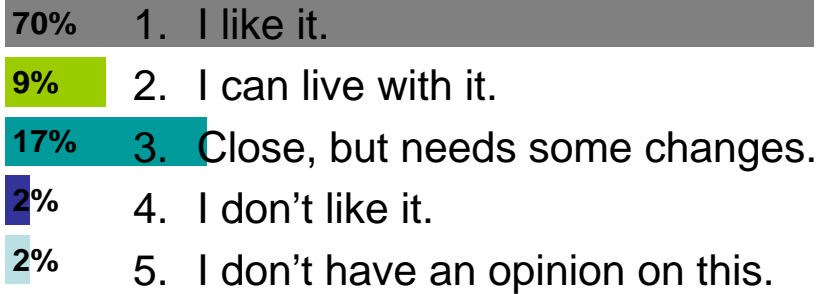 70% 1. I like it.
9% 2. I can live with it.
17% 3. Close, but needs some changes.
2% 4. I don’t like it.
2% 5. I don’t have an opinion on this.